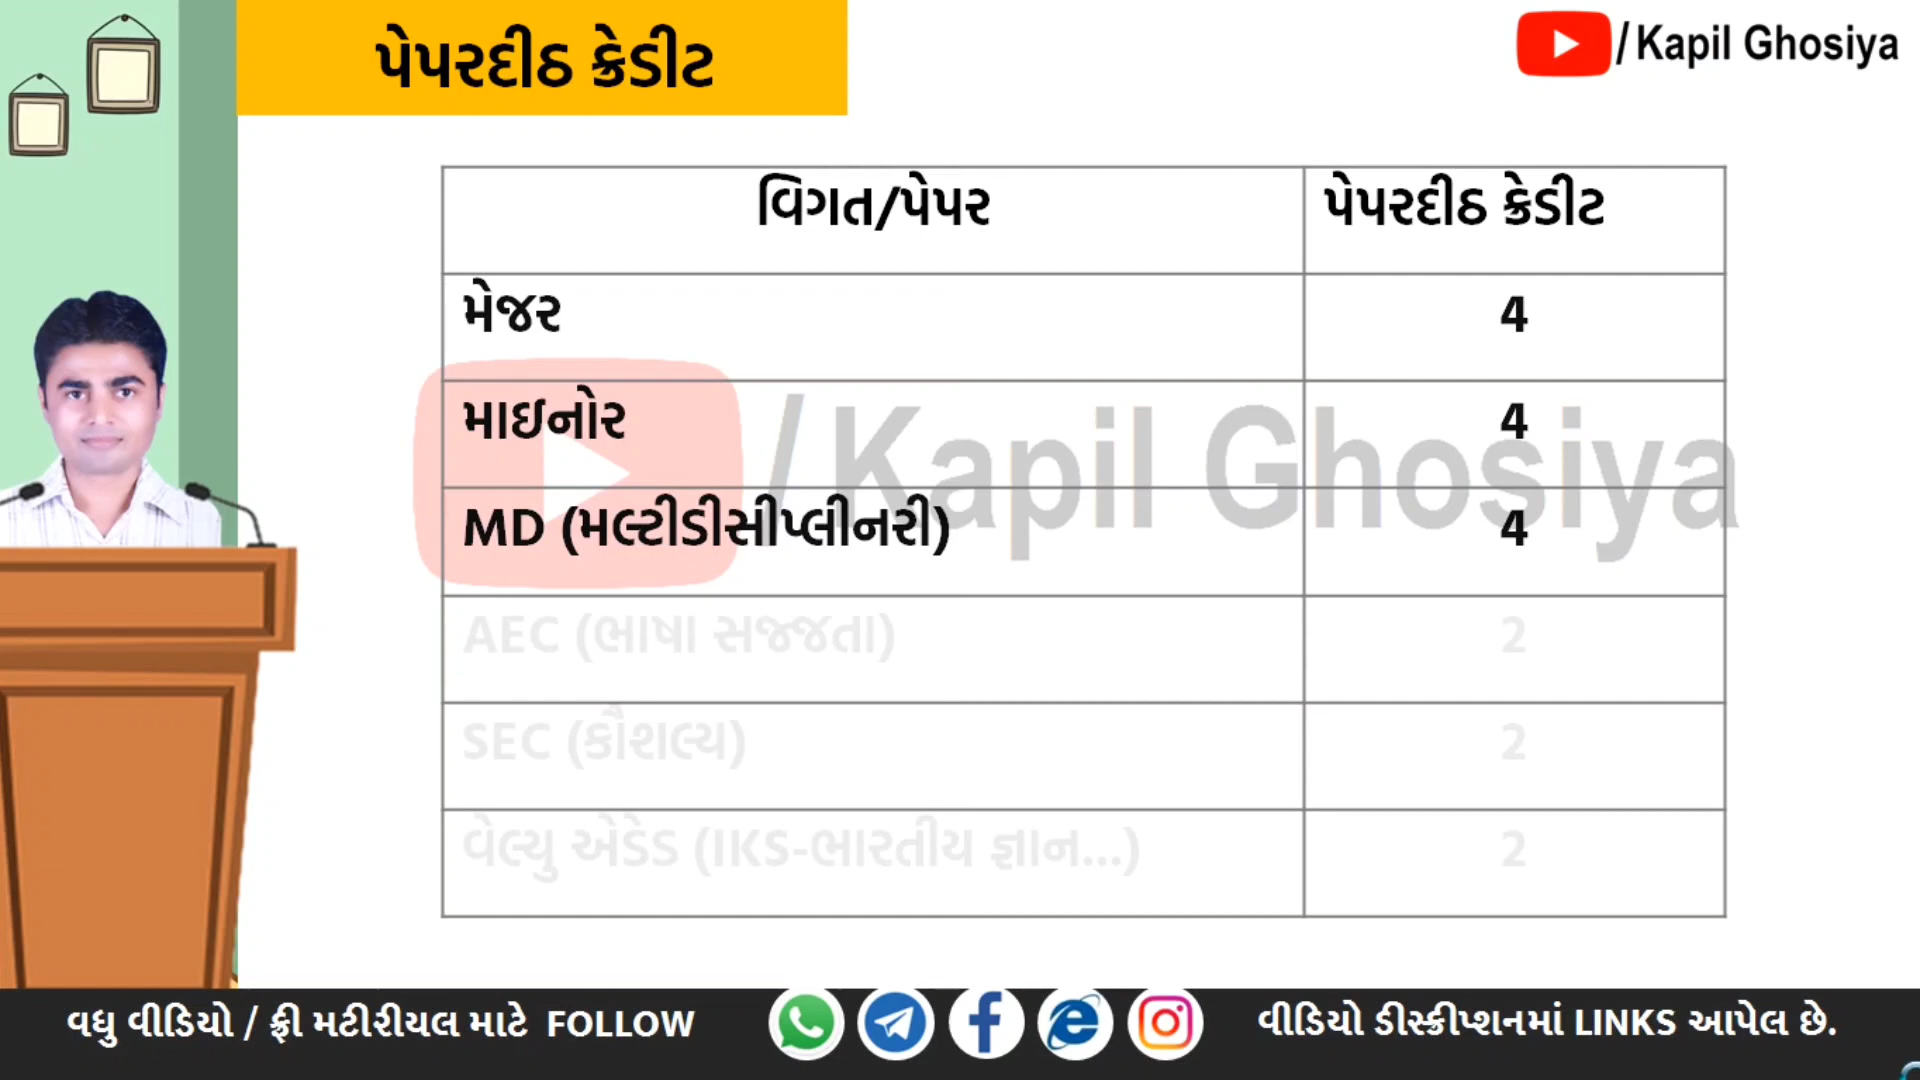 પેપરદીઠ ક્રેડીટ
/Kapil Ghosiya
વિગત/પેપર પેપરદીઠ ક્રેડીટ
મેજર 4
માઇનોર 4
/Kapil Ghosiya
MD (મલ્ટીડીસીપ્લીનરી) 4
AEC (ભાષા સજ્જતા) 2
SEC (કૌશલ્ય) 2
વેલ્યુ એડેડ (IKS-ભારતીય જ્ઞાન...) 2
વધુ વીડિયો / ફ્રી મટીરીયલ માટે FOLLOW વીડિયો ડીસ્ક્રીપ્શનમાં LINKS આપેલ છે.